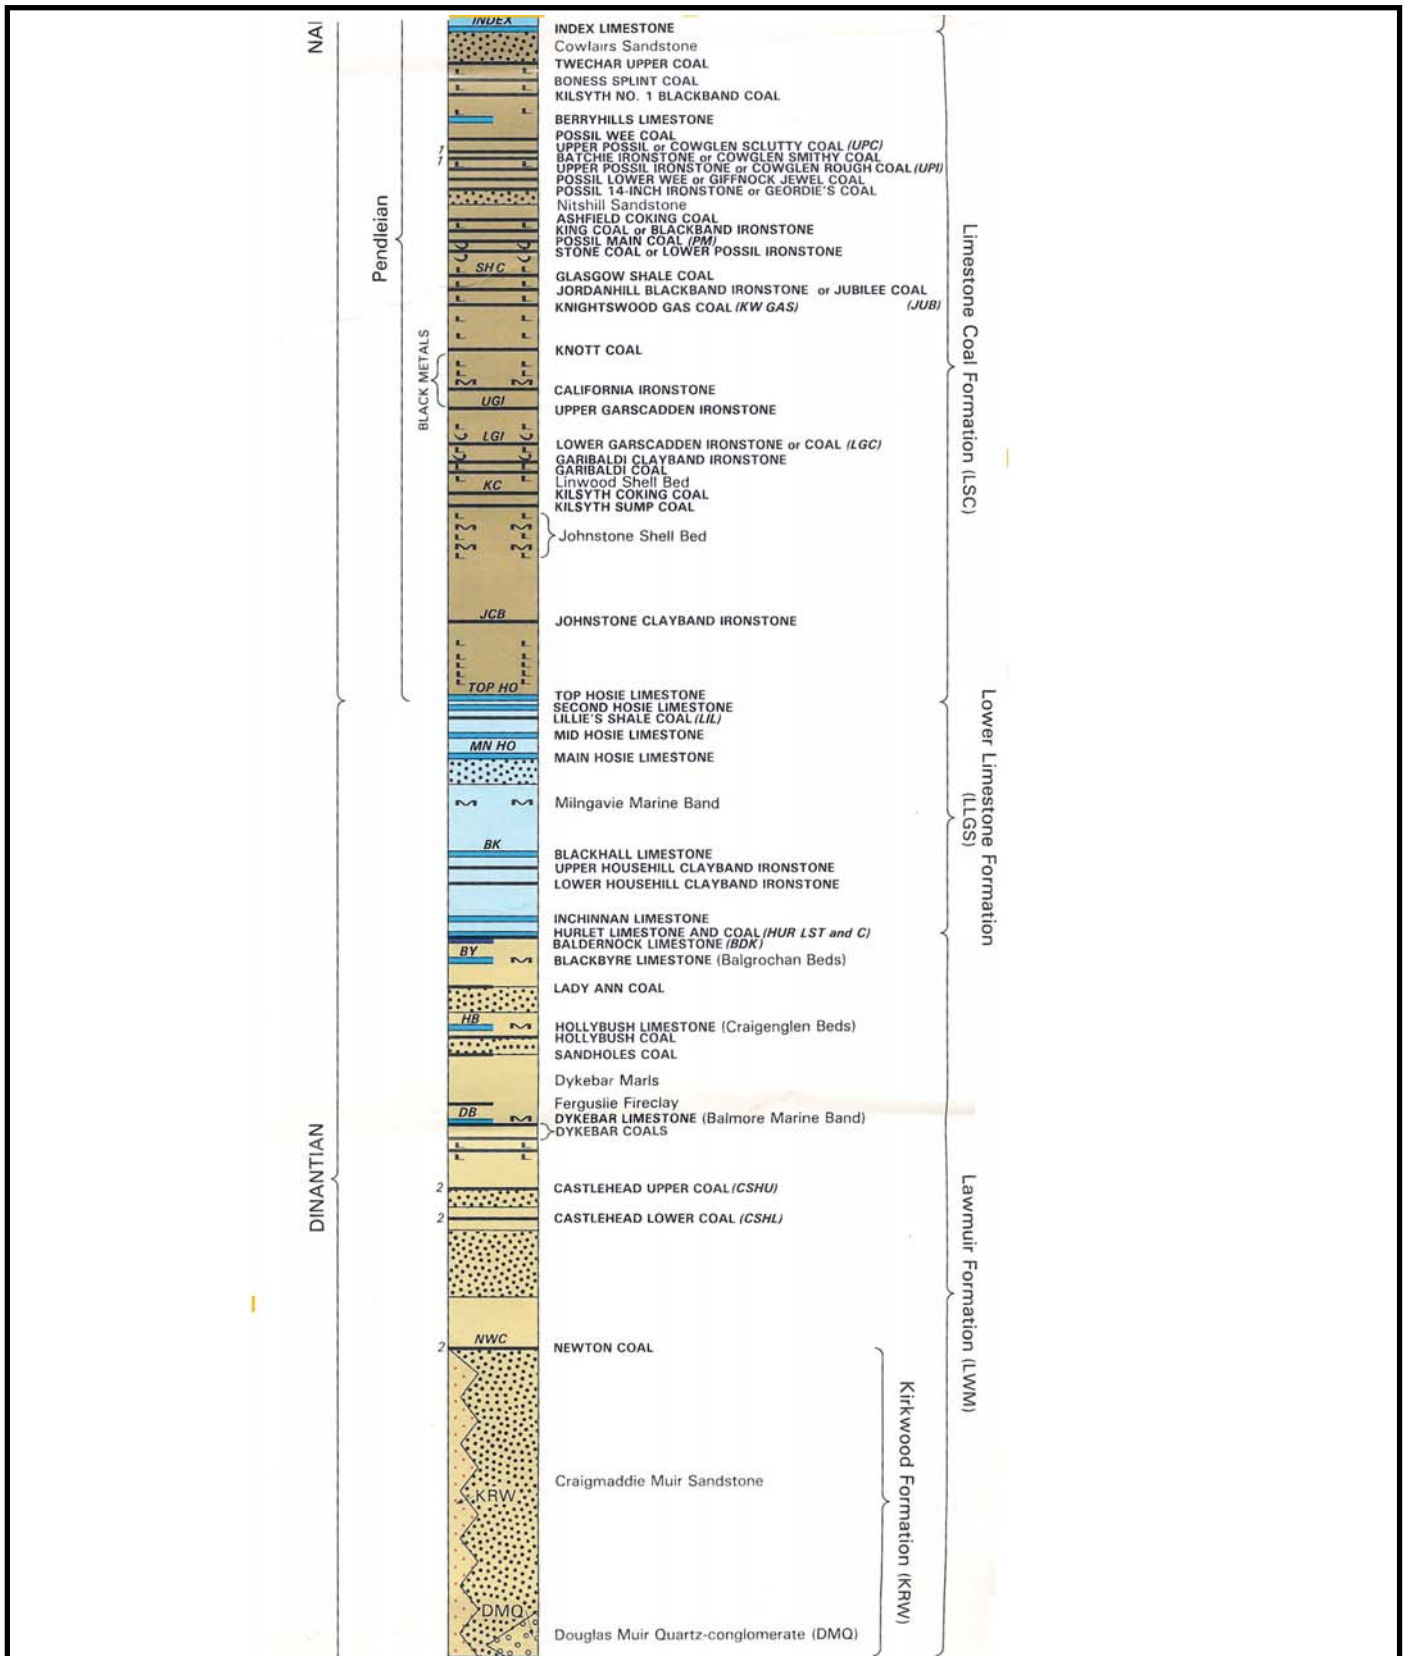 NA
INDEX
INDEX LIMESTONE
Cowlairs Sandstone
TWECHAR UPPER COAL
BONESS SPLINT COAL
KILSYTH NO. 1 BLACKBAND COAL
BERRYHILLS LIMESTONE
POSSIL WEE COAL
1
UPPER POSSIL or COWGLEN SCLUTTY COAL (UPC)
1
BATCHIE IRONSTONE or COWGLEN SMITHY COAL
UPPER POSSIL IRONSTONE or COWGLEN ROUGH COAL (UPI)
POSSIL LOWER WEE or GIFFNOCK JEWEL COAL
POSSIL 14-INCH IRONSTONE or GEORDIE'S COAL
Nitshill Sandstone
ASHFIELD COKING COAL
KING COAL or BLACKBAND IRONSTONE
POSSIL MAIN COAL (PM)
STONE COAL or LOWER POSSIL IRONSTONE
SHC
GLASGOW SHALE COAL
JORDANHILL BLACKBAND IRONSTONE or JUBILEE COAL
(JUB)
KNIGHTSWOOD GAS COAL (KW GAS)
KNOTT COAL
CALIFORNIA IRONSTONE
UGI
UPPER GARSCADDEN IRONSTONE
LGI
LOWER GARSCADDEN IRONSTONE or COAL (LGC)
GARIBALDI CLAYBAND IRONSTONE
GARIBALDI COAL
Linwood Shell Bed
KC
KILSYTH COKING COAL
KILSYTH SUMP COAL
Johnstone Shell Bed
JCB
JOHNSTONE CLAYBAND IRONSTONE
TOP HO
TOP HOSIE LIMESTONE
SECOND HOSIE LIMESTONE
LILLIE'S SHALE COAL (LIL)
MID HOSIE LIMESTONE
MN HO
MAIN HOSIE LIMESTONE
Milngavie Marine Band
BK
BLACKHALL LIMESTONE
UPPER HOUSEHILL CLAYBAND IRONSTONE
LOWER HOUSEHILL CLAYBAND IRONSTONE
INCHINNAN LIMESTONE
HURLET LIMESTONE AND COAL (HUR LST and C)
BALDERNOCK LIMESTONE (BDK)
BY
BLACKBYRE LIMESTONE (Balgrochan Beds)
LADY ANN COAL
HB
HOLLYBUSH LIMESTONE (Craigenglen Beds)
HOLLYBUSH COAL
SANDHOLES COAL
Dykebar Marls
Ferguslie Fireclay
DB
DYKEBAR LIMESTONE (Balmore Marine Band)
DYKEBAR COALS
2
CASTLEHEAD UPPER COAL (CSHU)
2
CASTLEHEAD LOWER COAL (CSHL)
NWC
2
NEWTON COAL
Craigmaddie Muir Sandstone
KRW
DMQ
Douglas Muir Quartz-conglomerate (DMQ)
Pendleian
BLACK METALS
DINANTIAN
Limestone Coal Formation (LSC)
Lower Limestone Formation
(LLGS)
Lawmuir Formation (LWM)
Kirkwood Formation (KRW)